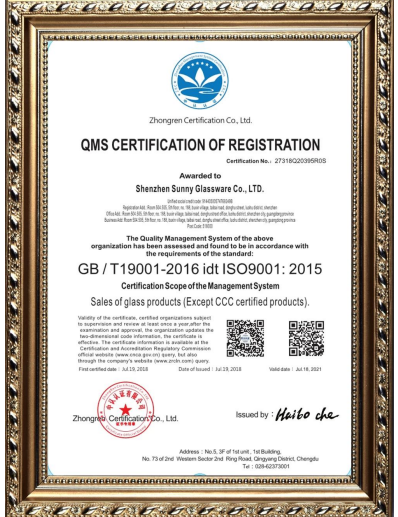 Zhongren Certification Co., Ltd.
QMS CERTIFICATION OF REGISTRATION
Certification No.: 27318Q20395R0S
Awarded to
Shenzhen Sunny Glassware Co., LTD.
The Quality Management System of the above
organization has been assessed and found to be in accordance with
the requirements of the standard:
GB / T19001-2016 idt ISO9001: 2015
Certification Scope of the Management System
Sales of glass products (Except CCC certified products).
Validity of the certificate, certified organizations subject
to supervision and review at least once a year, after the
examination and approval, the organization updates the
two-dimensional code information, the certificate is
effective. The certificate information is available at the
Certification and Accreditation Regulatory Commission
official website (www.cnca.gov.cn) query, but also
through the company's website (www.zrcln.com) query.
First certified date : Jul.19, 2018 Date of Issued : Jul.19, 2018 Valid date : Jul.18, 2021
Zhongren Certification Co., Ltd.
Issued by : Haibo che
Address : No.5, 3F of 1st unit , 1st Building,
No. 73 of 2nd Western Sector 2nd Ring Road, Qingyang District, Chengdu
Tel : 028-62373001